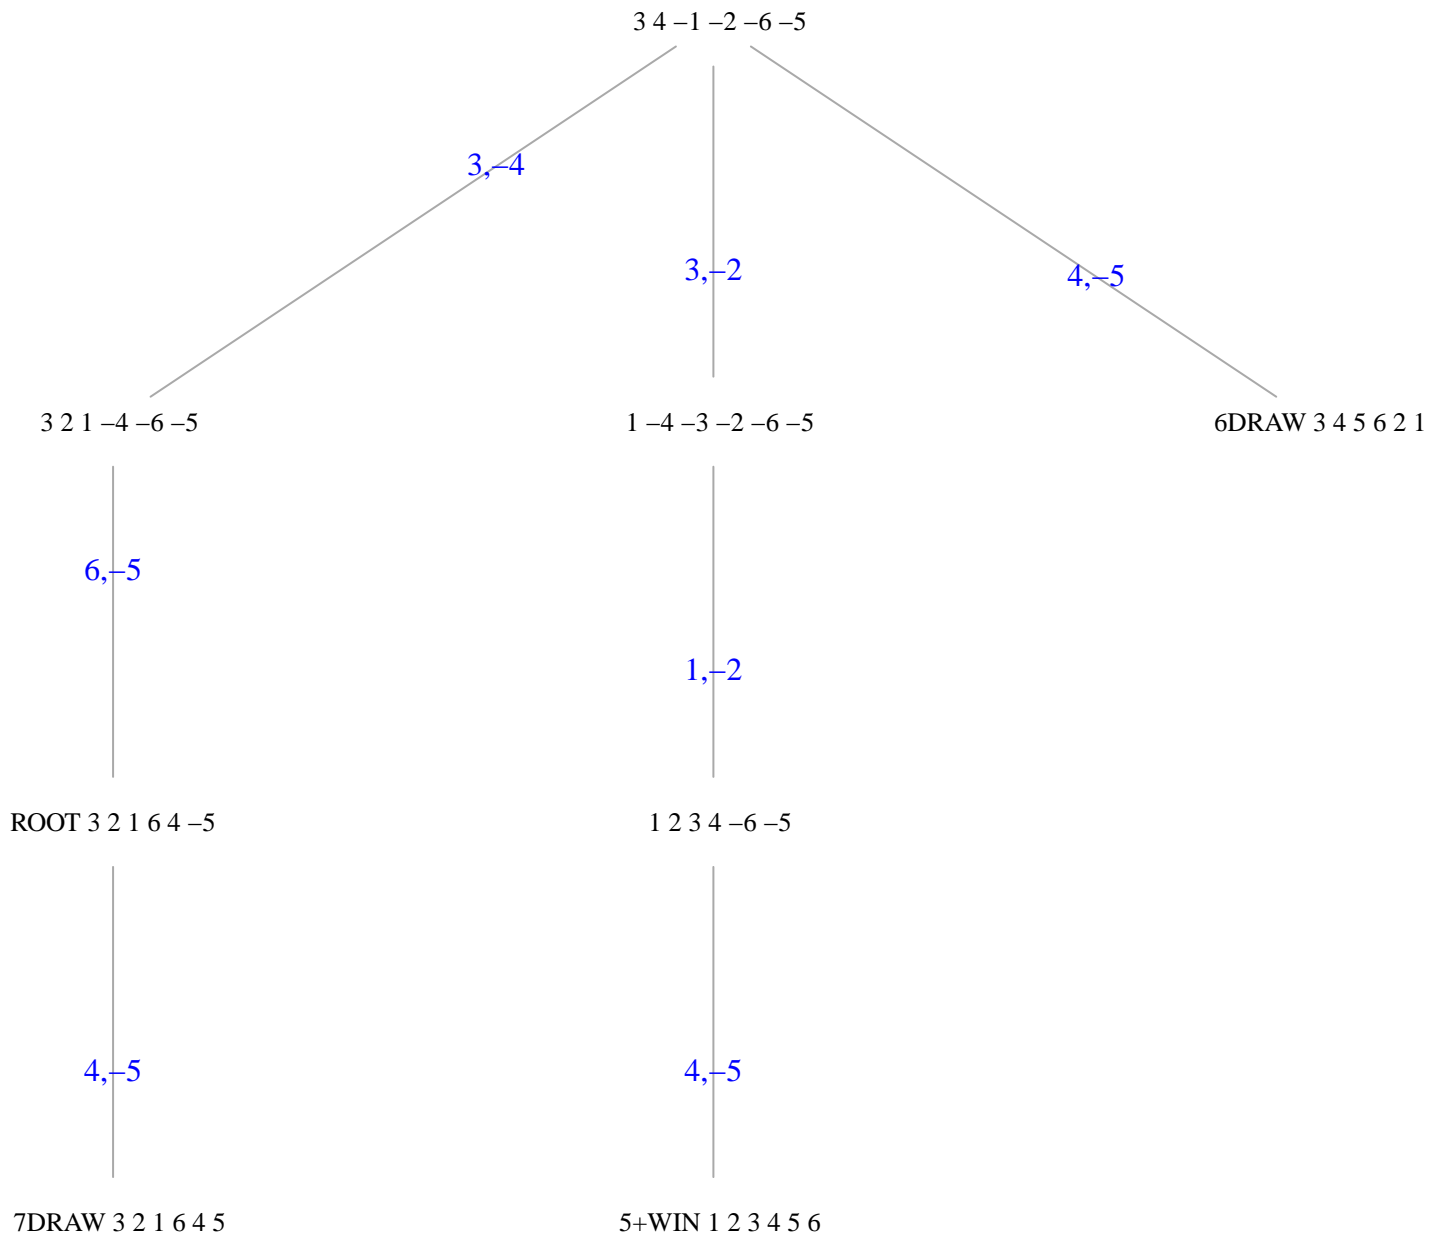 3 4 –1 –2 –6 –5
3,–4
3,–2
4,–5
3 2 1 –4 –6 –5
1 –4 –3 –2 –6 –5
6DRAW 3 4 5 6 2 1
6,–5
1,–2
ROOT 3 2 1 6 4 –5
1 2 3 4 –6 –5
4,–5
4,–5
7DRAW 3 2 1 6 4 5
5+WIN 1 2 3 4 5 6